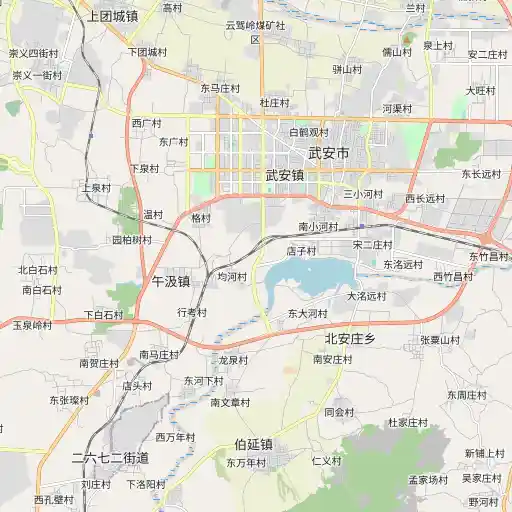 高村
兰村
上团城镇
云驾岭煤矿社
区
崇义四街村
下团城村
儒山村
泉上村
安二庄村
崇义一街村
骈山村
东马庄村
大旺村
杜庄村
河渠村
西广村
白鹤观村
东广村
武安市
下泉村
武安镇
东长远村
上泉村
三小河村
西长远村
温村
格村
南小河村
园柏树村
店子村
宋二庄村
东竹昌村
北白石村
东洺远村
午汲镇
均河村
西竹昌村
南白石村
大洺远村
下白石村
行考村
东大河村
玉泉岭村
北安庄乡
张粟山村
南马庄村
龙泉村
南安庄村
南贺庄村
店头村
东河下村
东周庄村
东张璨村
南文章村
同会村
杜家庄村
西万年村
伯延镇
二六七二街道
东万年村
仁义村
新铺上村
刘庄村
下洛阳村
孟家场村
吴家庄村
西孔壁村
野河村